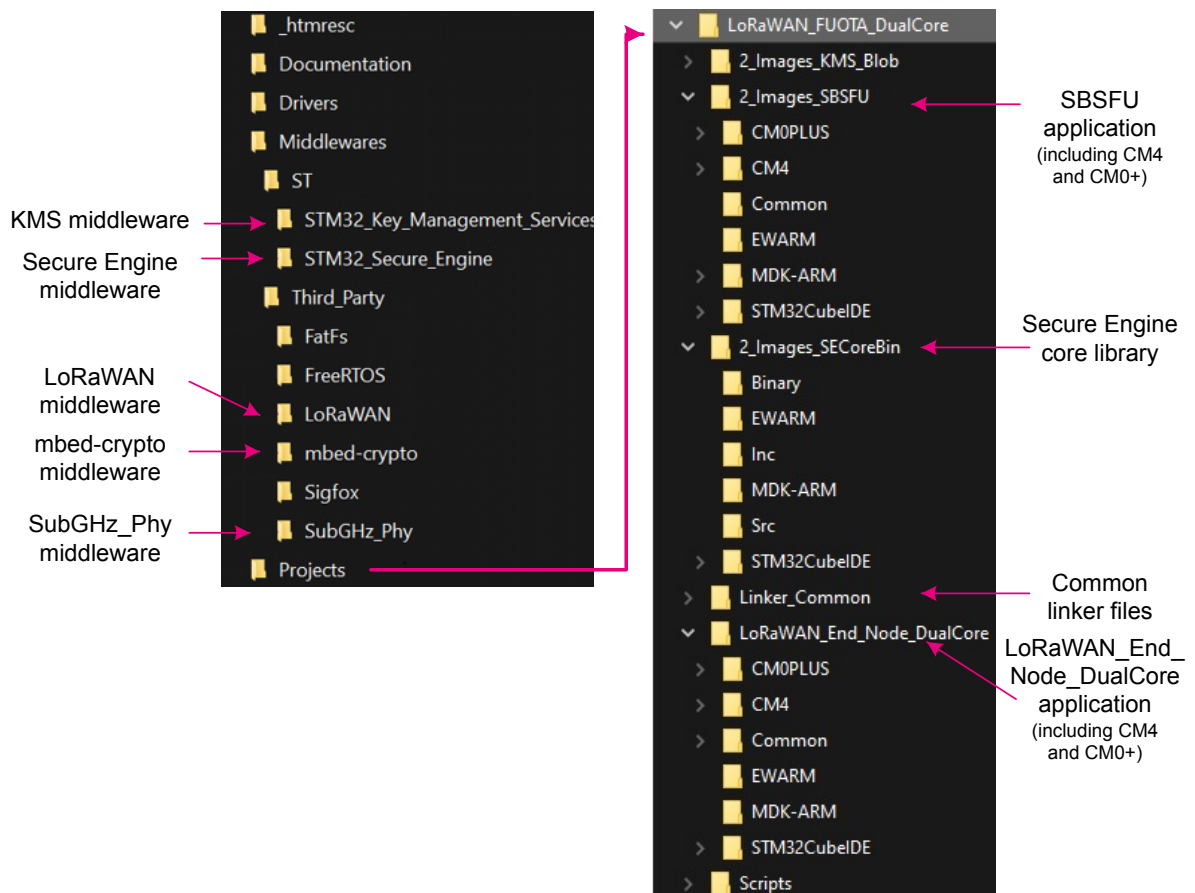 _htmresc
Documentation
Drivers
Middlewares
ST
KMS middleware
STM32_Key_Management_Services
Secure Engine
middleware
STM32_Secure_Engine
Third_Party
FatFs
FreeRTOS
LoRaWAN
middleware
LoRaWAN
mbed-crypto
middleware
mbed-crypto
Sigfox
SubGHz_Phy
middleware
SubGHz_Phy
Projects
LoRaWAN_FUOTA_DualCore
2_Images_KMS_Blob
2_Images_SBSFU
SBSFU
application
(including CM4
and CM0+)
CM0PLUS
CM4
Common
EWARM
MDK-ARM
STM32CubeIDE
2_Images_SECoreBin
Secure Engine
core library
Binary
EWARM
Inc
MDK-ARM
Src
STM32CubeIDE
Linker_Common
Common
linker files
LoRaWAN_End_Node_DualCore
LoRaWAN_End_
Node_DualCore
application
(including CM4
and CM0+)
CM0PLUS
CM4
Common
EWARM
MDK-ARM
STM32CubeIDE
Scripts